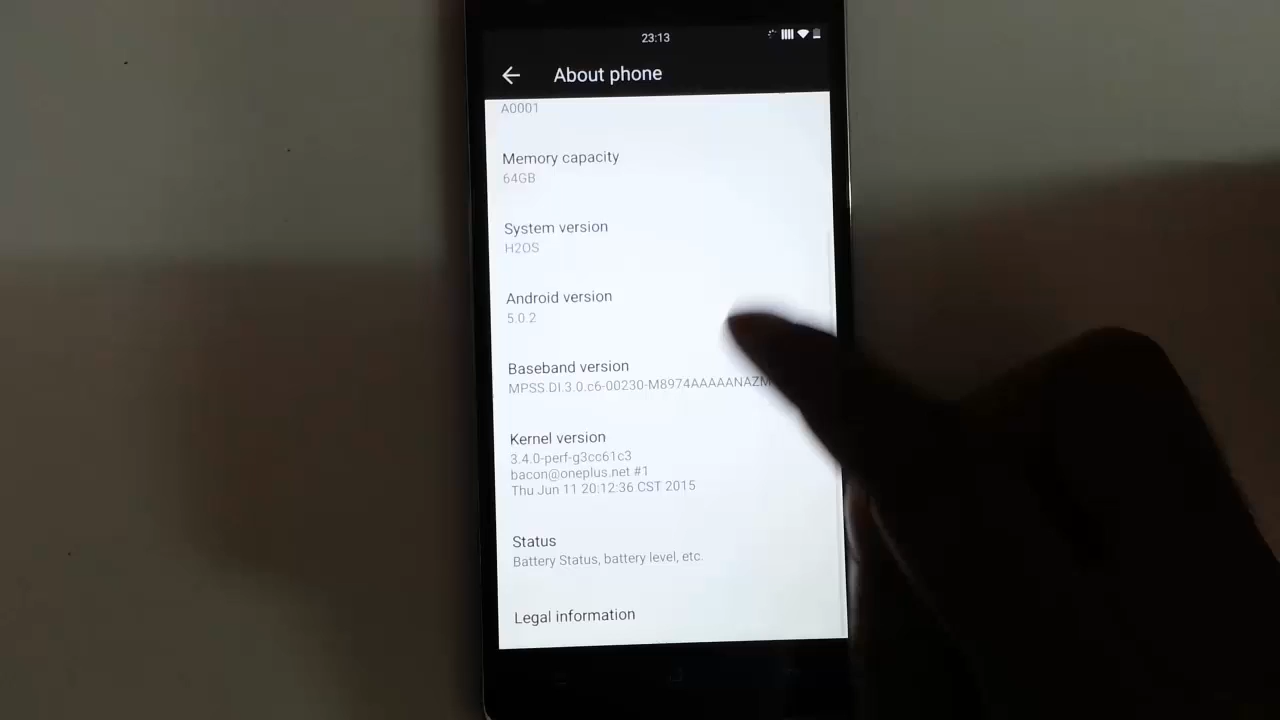 23:13
About phone
A0001
Memory capacity
64GB
System version
H2OS
Android version
5.0.2
Baseband version
MPSS.DI.3.0.c6-00230-M8974AAAAANAZM
Kernel version
3.4.0-perf-g3cc61c3
bacon@oneplus.net #1
Thu Jun 11 20:12:36 CST 2015
Status
Battery Status, battery level, etc.
Legal information